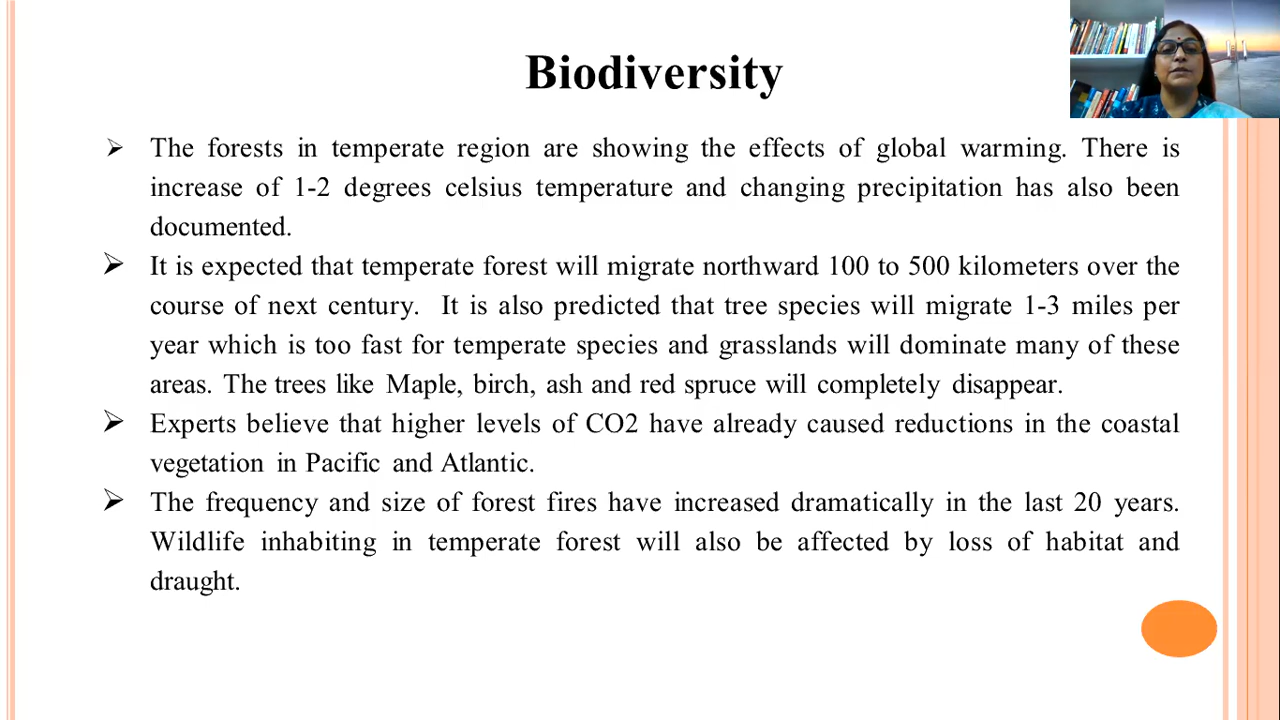 Biodiversity
The forests in temperate region are showing the effects of global warming. There is
increase of 1-2 degrees celsius temperature and changing precipitation has also been
documented.
It is expected that temperate forest will migrate northward 100 to 500 kilometers over the
course of next century. It is also predicted that tree species will migrate 1-3 miles per
year which is too fast for temperate species and grasslands will dominate many of these
areas. The trees like Maple, birch, ash and red spruce will completely disappear.
Experts believe that higher levels of CO2 have already caused reductions in the coastal
vegetation in Pacific and Atlantic.
The frequency and size of forest fires have increased dramatically in the last 20 years.
Wildlife inhabiting in temperate forest will also be affected by loss of habitat and
draught.